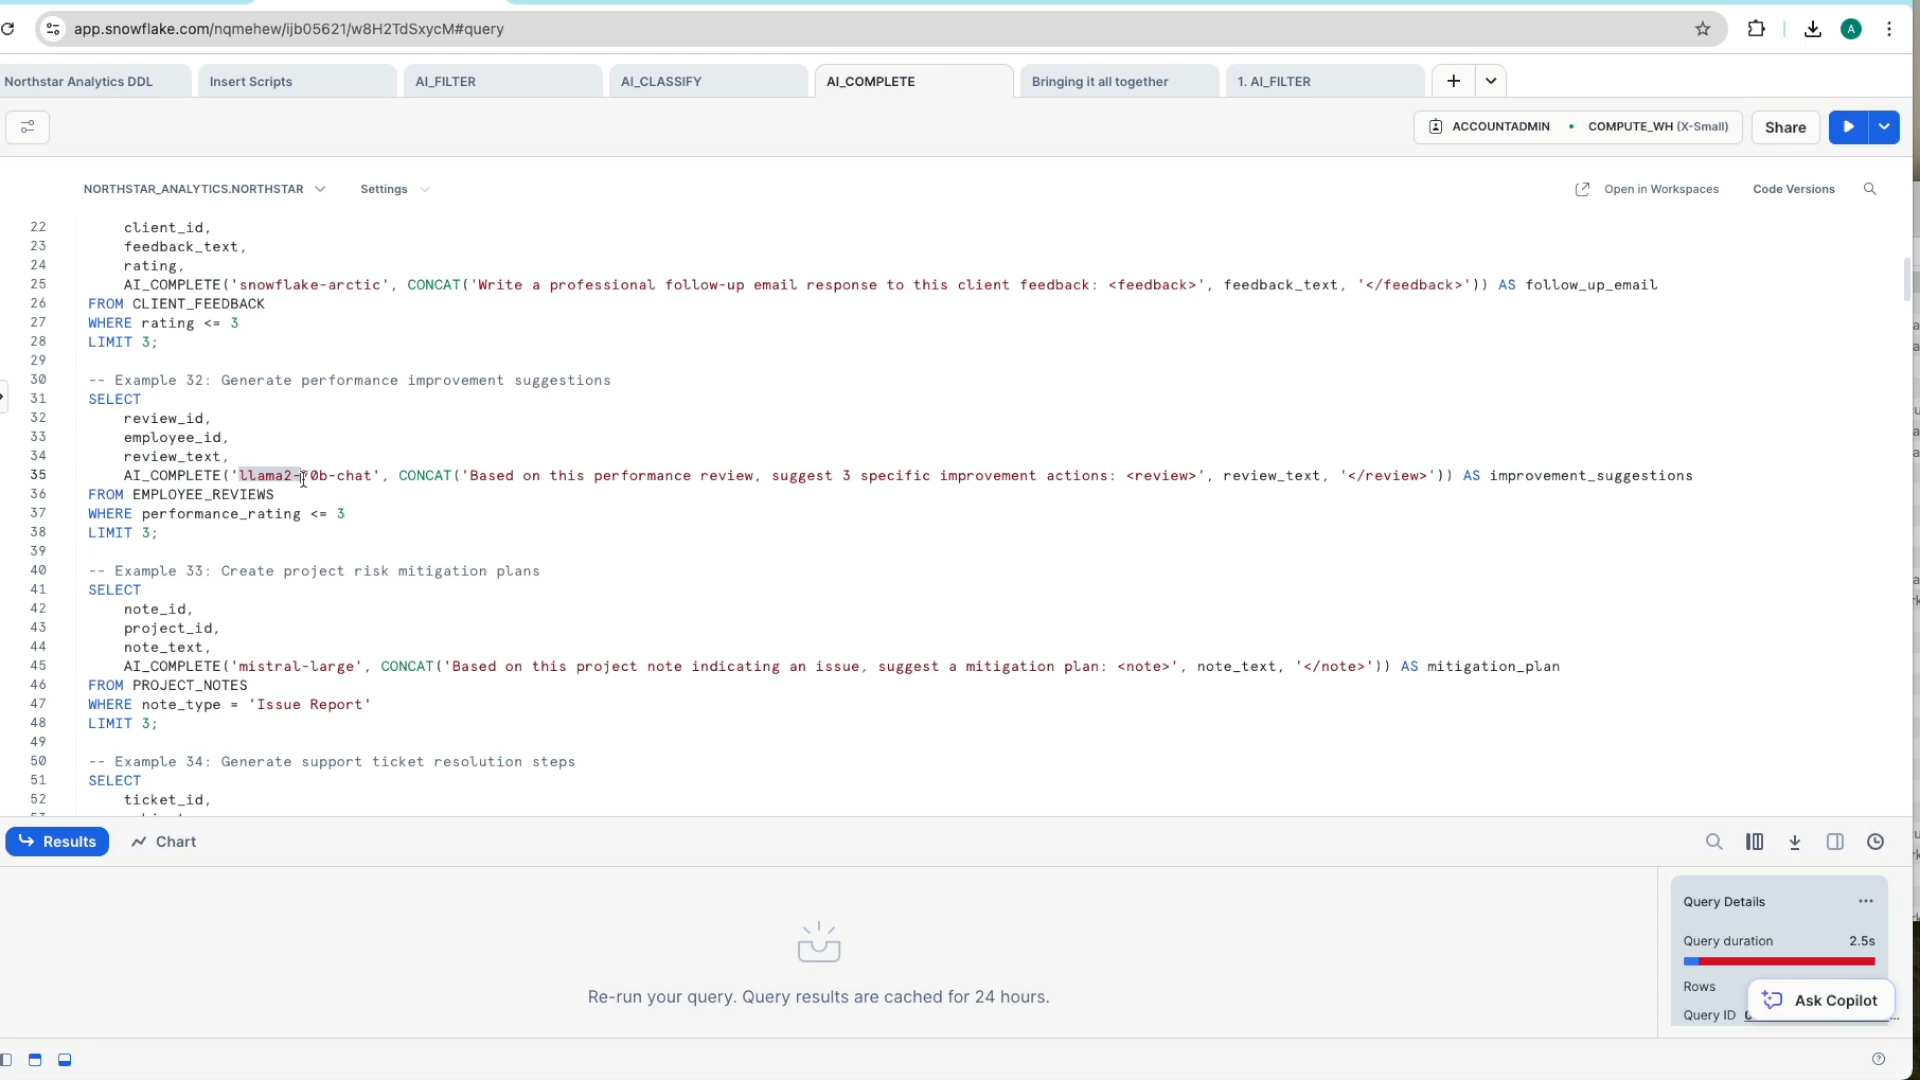 app.snowflake.com/nqmehew/ijb05621/w8H2TdSxycM#query
A
Northstar Analytics DDL
Insert Scripts
AI_FILTER
AI_CLASSIFY
AI_COMPLETE
Bringing it all together
1. AI_FILTER
ACCOUNTADMIN
COMPUTE_WH (X-Small)
Share
NORTHSTAR_ANALYTICS.NORTHSTAR
Settings
Open in Workspaces
Code Versions
22 client_id,
23 feedback_text,
24 rating,
25 AI_COMPLETE('snowflake-arctic', CONCAT('Write a professional follow-up email response to this client feedback: <feedback>', feedback_text, '</feedback>')) AS follow_up_email
26 FROM CLIENT_FEEDBACK
27 WHERE rating <= 3
28 LIMIT 3;
29
30 -- Example 32: Generate performance improvement suggestions
31 SELECT
32 review_id,
33 employee_id,
34 review_text,
35 AI_COMPLETE('llama2-70b-chat', CONCAT('Based on this performance review, suggest 3 specific improvement actions: <review>', review_text, '</review>')) AS improvement_suggestions
36 FROM EMPLOYEE_REVIEWS
37 WHERE performance_rating <= 3
38 LIMIT 3;
39
40 -- Example 33: Create project risk mitigation plans
41 SELECT
42 note_id,
43 project_id,
44 note_text,
45 AI_COMPLETE('mistral-large', CONCAT('Based on this project note indicating an issue, suggest a mitigation plan: <note>', note_text, '</note>')) AS mitigation_plan
46 FROM PROJECT_NOTES
47 WHERE note_type = 'Issue Report'
48 LIMIT 3;
49
50 -- Example 34: Generate support ticket resolution steps
51 SELECT
52 ticket_id,
Results
Chart
Query Details
Query duration 2.5s
Rows
Ask Copilot
Query ID
Re-run your query. Query results are cached for 24 hours.